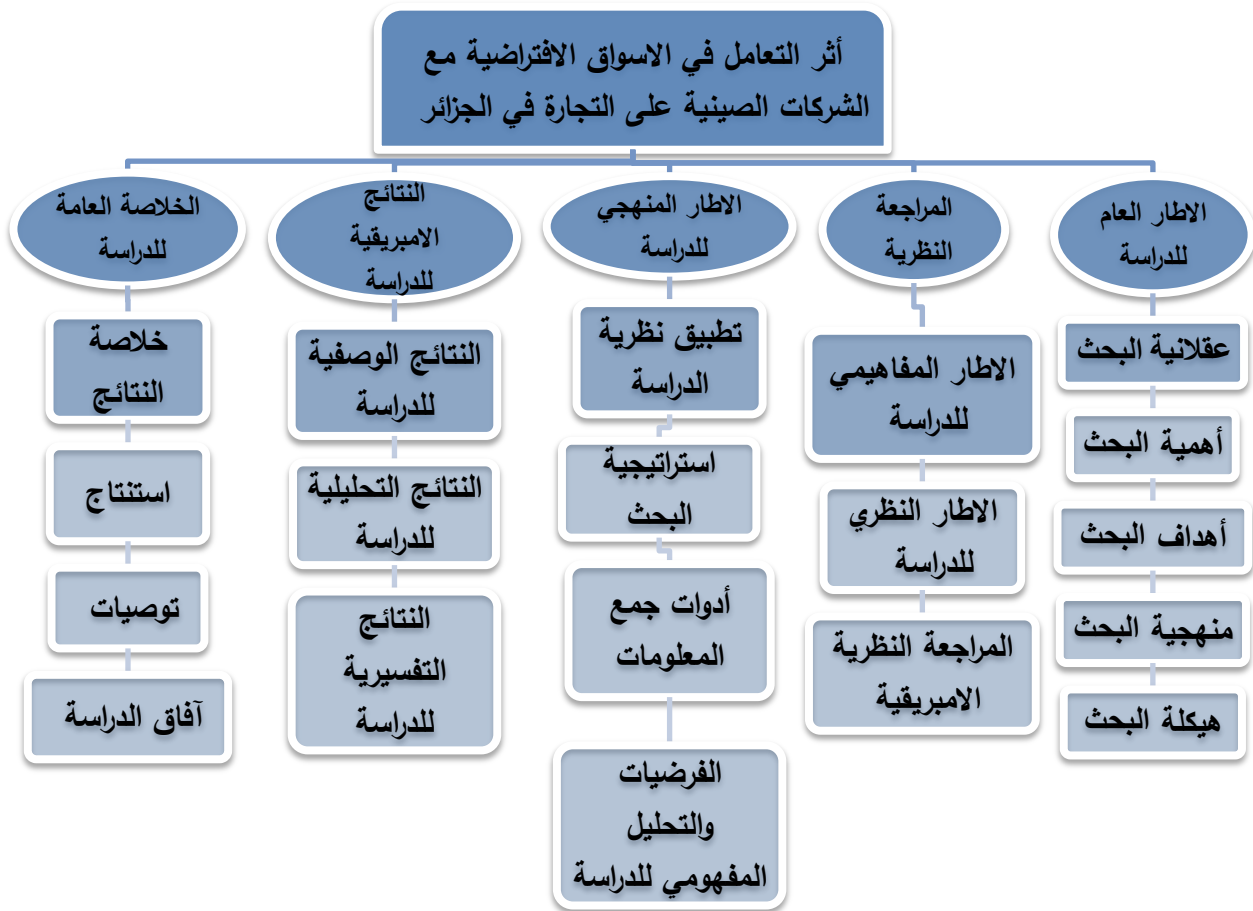 أثر التعامل في الاسواق الافتراضية مع
الشركات الصينية على التجارة في الجزائر
الاطار العام
للدراسة
عقلانية البحث
أهمية البحث
أهداف البحث
منهجية البحث
هيكلة البحث
المراجعة
النظرية
الاطار المفاهيمي
للدراسة
الاطار النظري
للدراسة
المراجعة النظرية
الامبريقية
الاطار المنهجي
للدراسة
تطبيق نظرية
الدراسة
استراتيجية
البحث
أدوات جمع
المعلومات
الفرضيات
والتحليل
المفهومي للدراسة
النتائج
الامبريقية
للدراسة
النتائج الوصفية
للدراسة
النتائج التحليلية
للدراسة
النتائج
التفسيرية
للدراسة
الخلاصة العامة
للدراسة
خلاصة
النتائج
استنتاج
توصيات
آفاق الدراسة